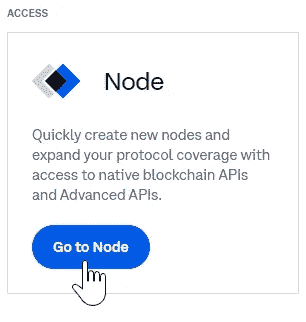 ACCESS
Node
Quickly create new nodes and
expand your protocol coverage with
access to native blockchain APIs
and Advanced APIs.
Go to Node